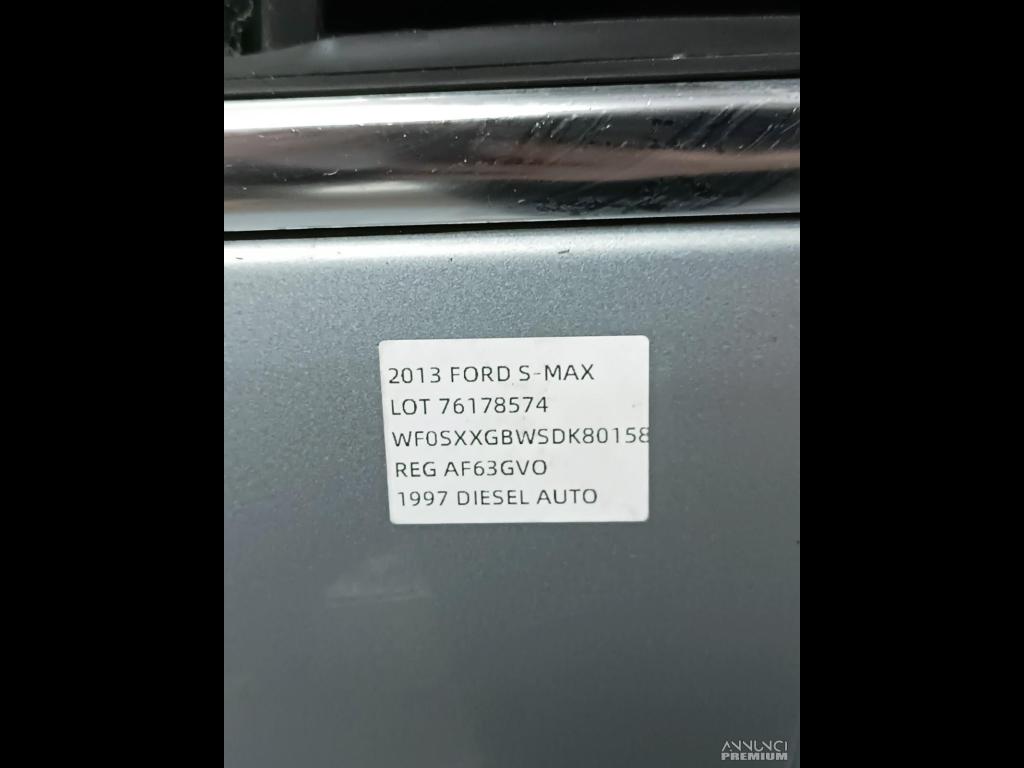 2013 FORD S-MAX
LOT 76178574
WF0SXXGBWSDK80158
REG AF63GVO
1997 DIESEL AUTO
ANNUNCI
PREMIUM